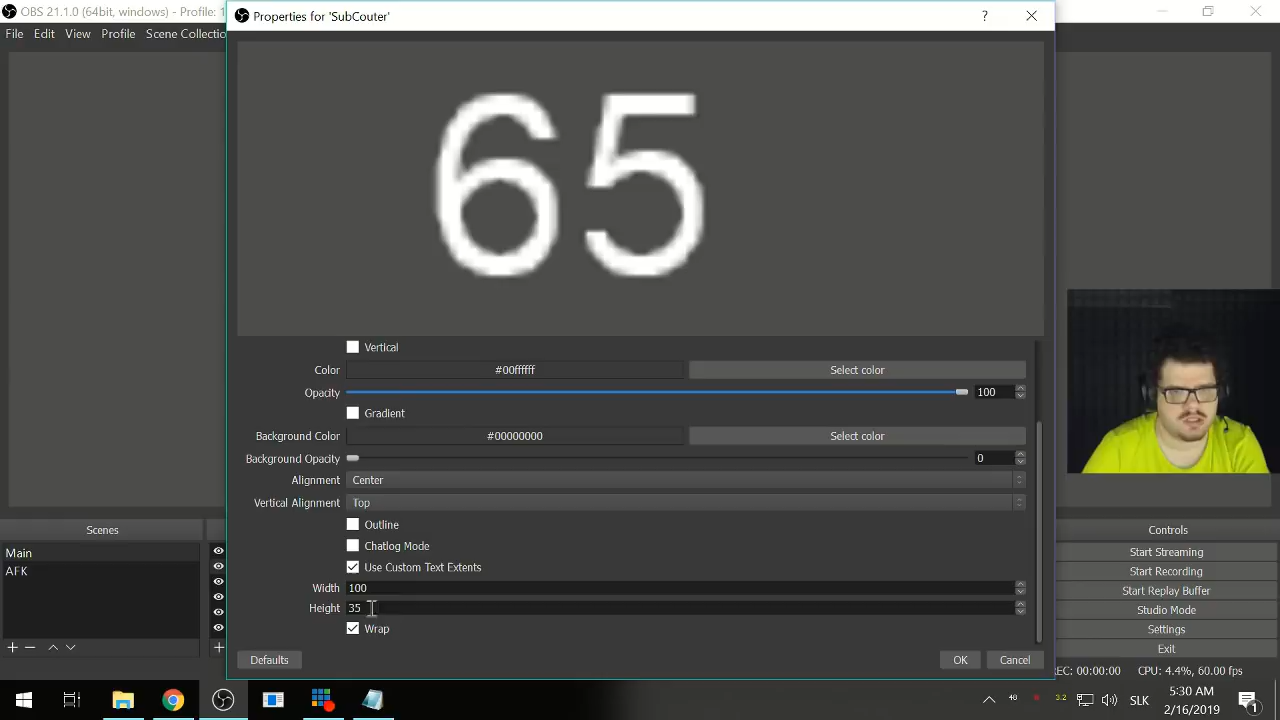 OBS 21.1.0 (64bit, windows) - Profile:
Properties for 'SubCouter'
?
File Edit View Profile Scene Collectio
65
Vertical
Color #00ffffff Select color
Opacity 100
Gradient
Background Color #00000000 Select color
Background Opacity 0
Alignment Center
Vertical Alignment Top
Outline
Chatlog Mode
Use Custom Text Extents
Width 100
Height 35
Wrap
Defaults OK Cancel
Scenes
Main
AFK
Controls
Start Streaming
Start Recording
Start Replay Buffer
Studio Mode
Settings
Exit
EC: 00:00:00 CPU: 4.4%, 60.00 fps
SLK
5:30 AM
2/16/2019
1